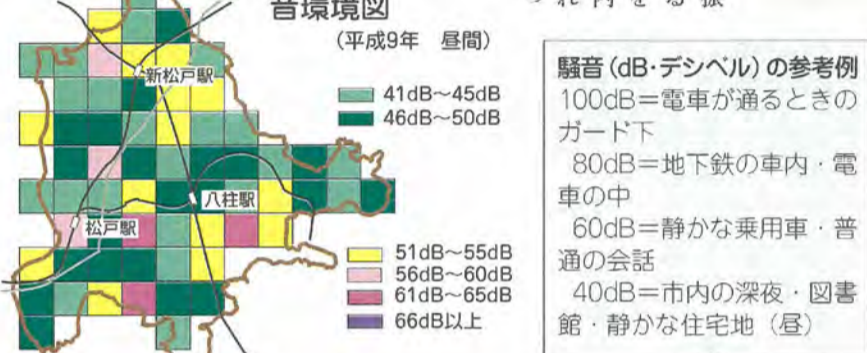 音環境図
(平成9年　昼間)
41dB～45dB
46dB～50dB
新松戸駅
八柱駅
松戸駅
51dB～55dB
56dB～60dB
61dB～65dB
66dB以上
れ 内 を る 振
騒音(dB・デシベル)の参考例
100dB＝電車が通るときの
ガード下
80dB＝地下鉄の車内・電
車の中
60dB＝静かな乗用車・普
通の会話
40dB＝市内の深夜・図書
館・静かな住宅地（昼）